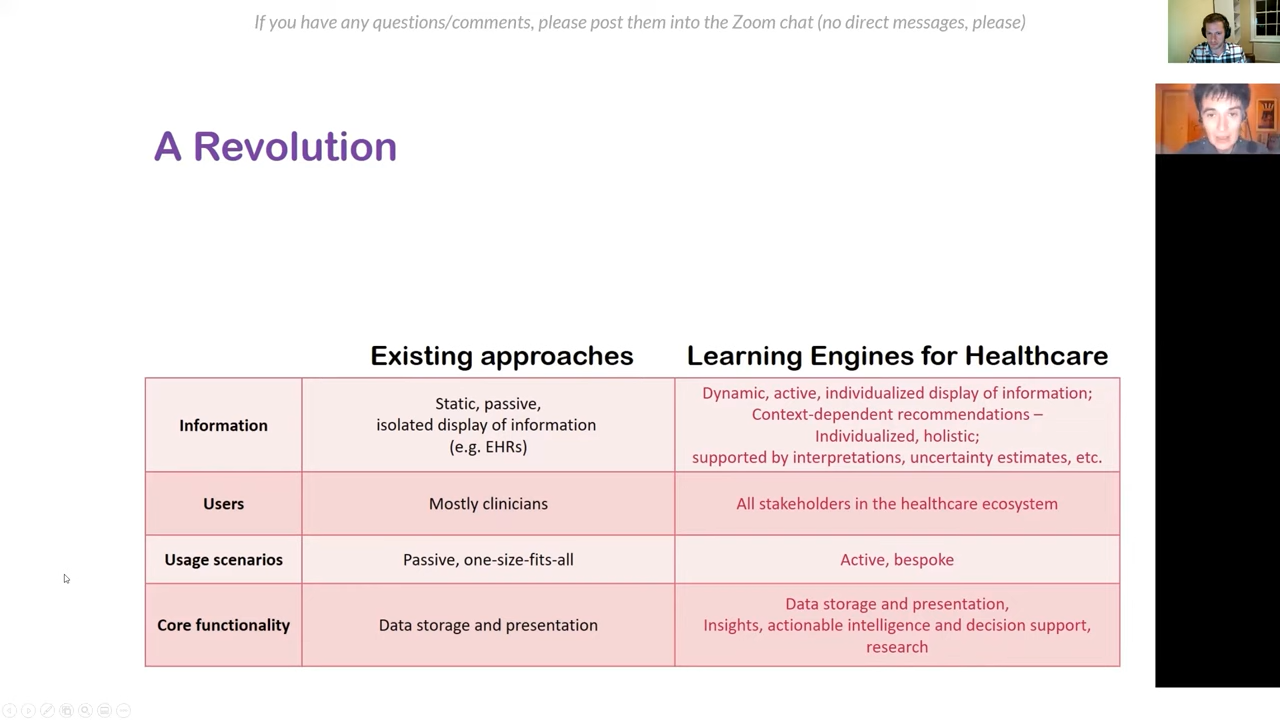 If you have any questions/comments, please post them into the Zoom chat (no direct messages, please)
A Revolution
Existing approaches
Learning Engines for Healthcare
Information
Static, passive,
isolated display of information
(e.g. EHRs)
Dynamic, active, individualized display of information;
Context-dependent recommendations –
Individualized, holistic;
supported by interpretations, uncertainty estimates, etc.
Users
Mostly clinicians
All stakeholders in the healthcare ecosystem
Usage scenarios
Passive, one-size-fits-all
Active, bespoke
Core functionality
Data storage and presentation
Data storage and presentation,
Insights, actionable intelligence and decision support,
research